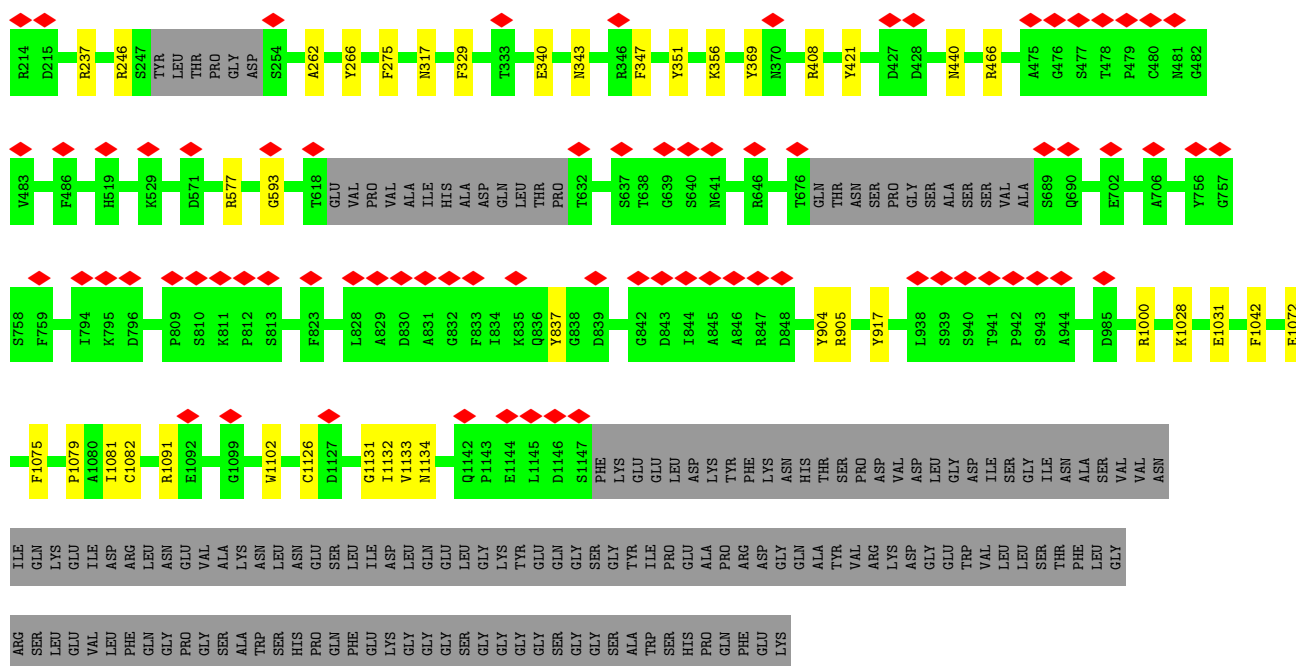 R214 D215 R237 R246 S247 TYR LEU THR PRO GLY ASP S254 A262 Y266 F275 N317 F329 T333 E340 N343 R346 F347 Y351 K356 Y369 N370 R408 Y421 D427 D428 N440 R466 A475 G476 S477 T478 P479 C480 N481 G482
V483 F486 H519 K529 D571 R577 G593 T618 GLU VAL PRO VAL ALA ILE HIS ALA ASP GLN LEU THR PRO T632 S637 T638 G639 S640 N641 R646 T676 GLN THR ASN SER PRO GLY SER ALA SER SER VAL ALA S689 Q690 E702 A706 Y756 G757
S758 F759 I794 K795 D796 P809 S810 K811 P812 S813 F823 L828 A829 D830 A831 G832 F833 I834 K835 Q836 Y837 G838 D839 G842 D843 I844 A845 A846 R847 D848 Y904 R905 Y917 L938 S939 S940 T941 P942 S943 A944 D985 R1000 K1028 E1031 F1042 E1072
F1075 P1079 A1080 I1081 C1082 R1091 E1092 G1099 W1102 C1126 D1127 G1131 I1132 V1133 N1134 Q1142 P1143 E1144 L1145 D1146 S1147 PHE LYS GLU GLU LEU ASP LYS TYR PHE LYS ASN HIS THR SER PRO ASP VAL ASP LEU GLY ASP ILE SER GLY ILE ASN ALA SER VAL VAL ASN
ILE GLN LYS GLU ILE ASP ARG LEU ASN GLU VAL ALA LYS ASN LEU ASN GLU SER LEU ILE ASP LEU GLN GLU LEU GLY LYS TYR GLU GLN GLY SER GLY TYR ILE PRO GLU ALA PRO ARG ASP GLY GLN ALA TYR VAL ARG LYS ASP GLY GLU TRP VAL LEU LEU SER THR PHE LEU GLY
ARG SER LEU GLU VAL LEU PHE GLN GLY PRO GLY SER ALA TRP SER HIS PRO GLN PHE GLU LYS GLY GLY GLY SER GLY GLY GLY GLY SER GLY GLY SER ALA TRP SER HIS PRO GLN PHE GLU LYS